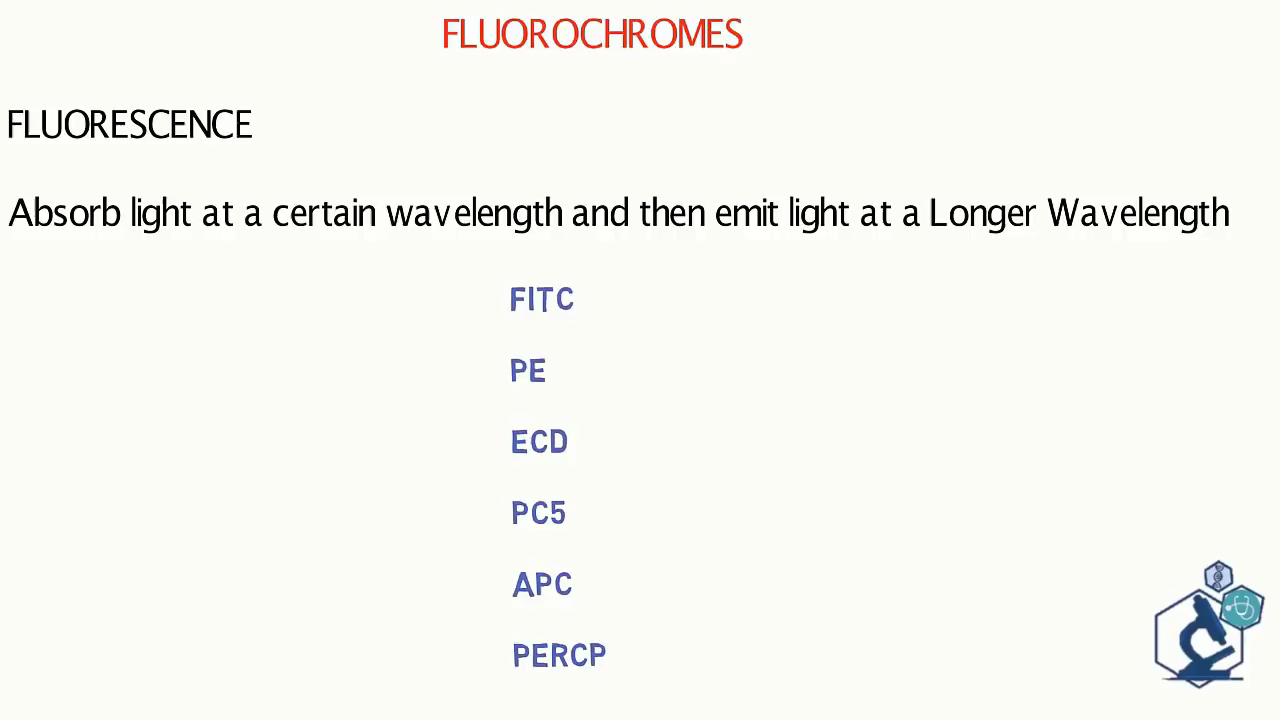 FLUOROCHROMES
FLUORESCENCE
Absorb light at a certain wavelength and then emit light at a Longer Wavelength
FITC
PE
ECD
PC5
APC
PERCP